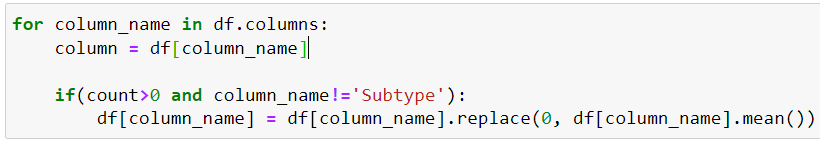 for column_name in df.columns:
    column = df[column_name]
    if(count>0 and column_name!='Subtype'):
        df[column_name] = df[column_name].replace(0, df[column_name].mean())